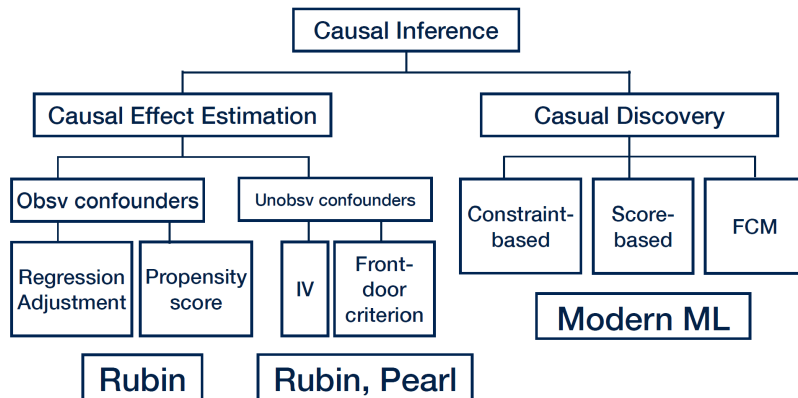 Causal Inference
Causal Effect Estimation
Casual Discovery
Obsv confounders
Unobsv confounders
Constraint-
based
Score-
based
FCM
Regression
Adjustment
Propensity
score
IV
Front-
door
criterion
Modern ML
Rubin
Rubin, Pearl